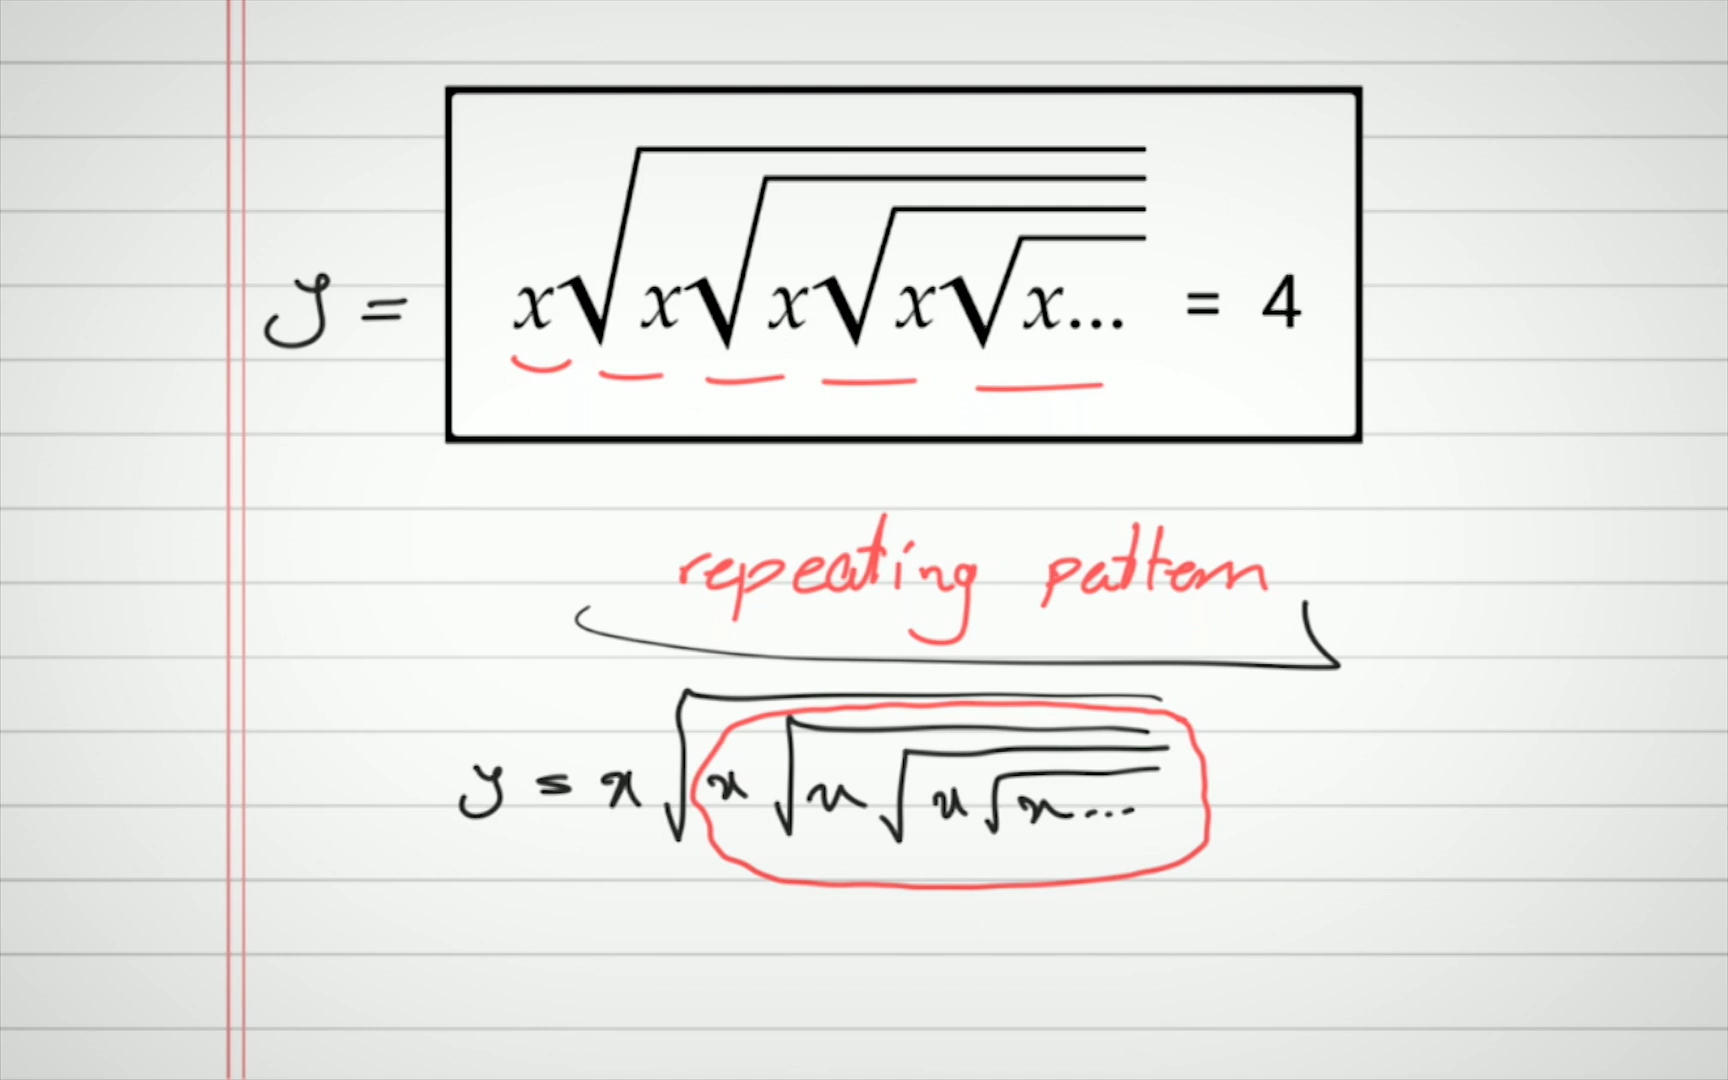 y = x√x√x√x√x... = 4
repeating pattern
y = x√x√x√x√x...